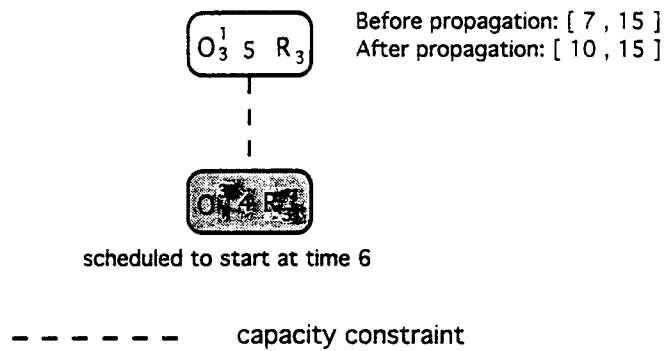 Before propagation: [ 7 , 15 ]
After propagation: [ 10 , 15 ]
O₃¹ 5 R₃
scheduled to start at time 6
capacity constraint